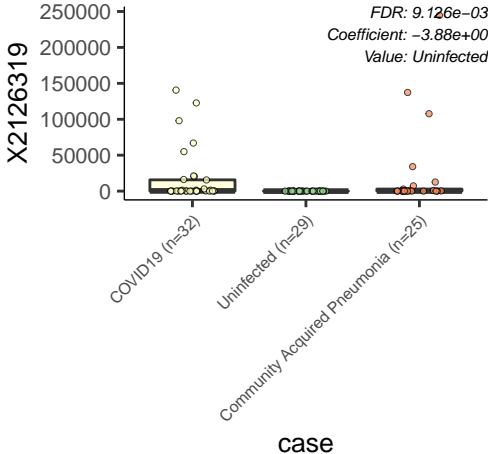 FDR: 9.126e−03
Coefficient: −3.88e+00
Value: Uninfected
X2126319
250000
200000
150000
100000
50000
0
COVID19 (n=32)
Uninfected (n=29)
Community Acquired Pneumonia (n=25)
case